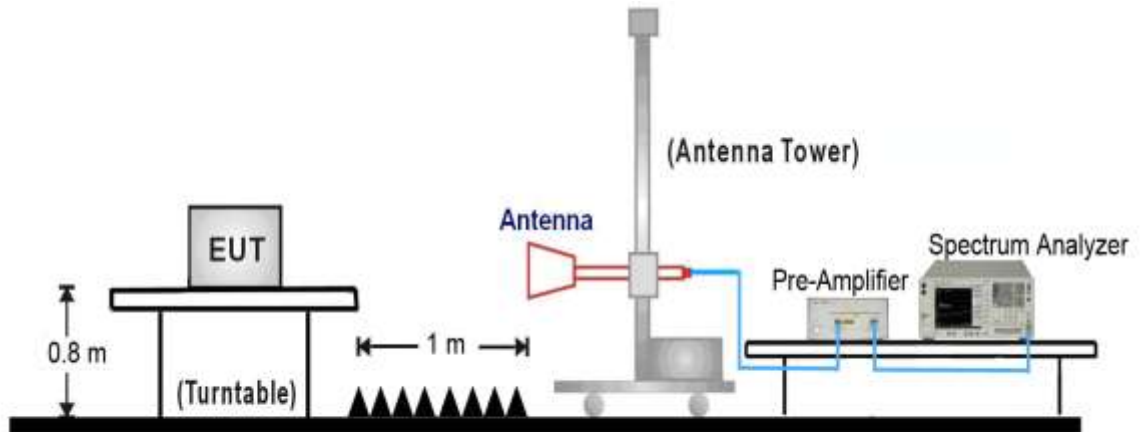 (Antenna Tower)
Antenna
EUT
Spectrum Analyzer
Pre-Amplifier
0.8 m
1 m
(Turntable)